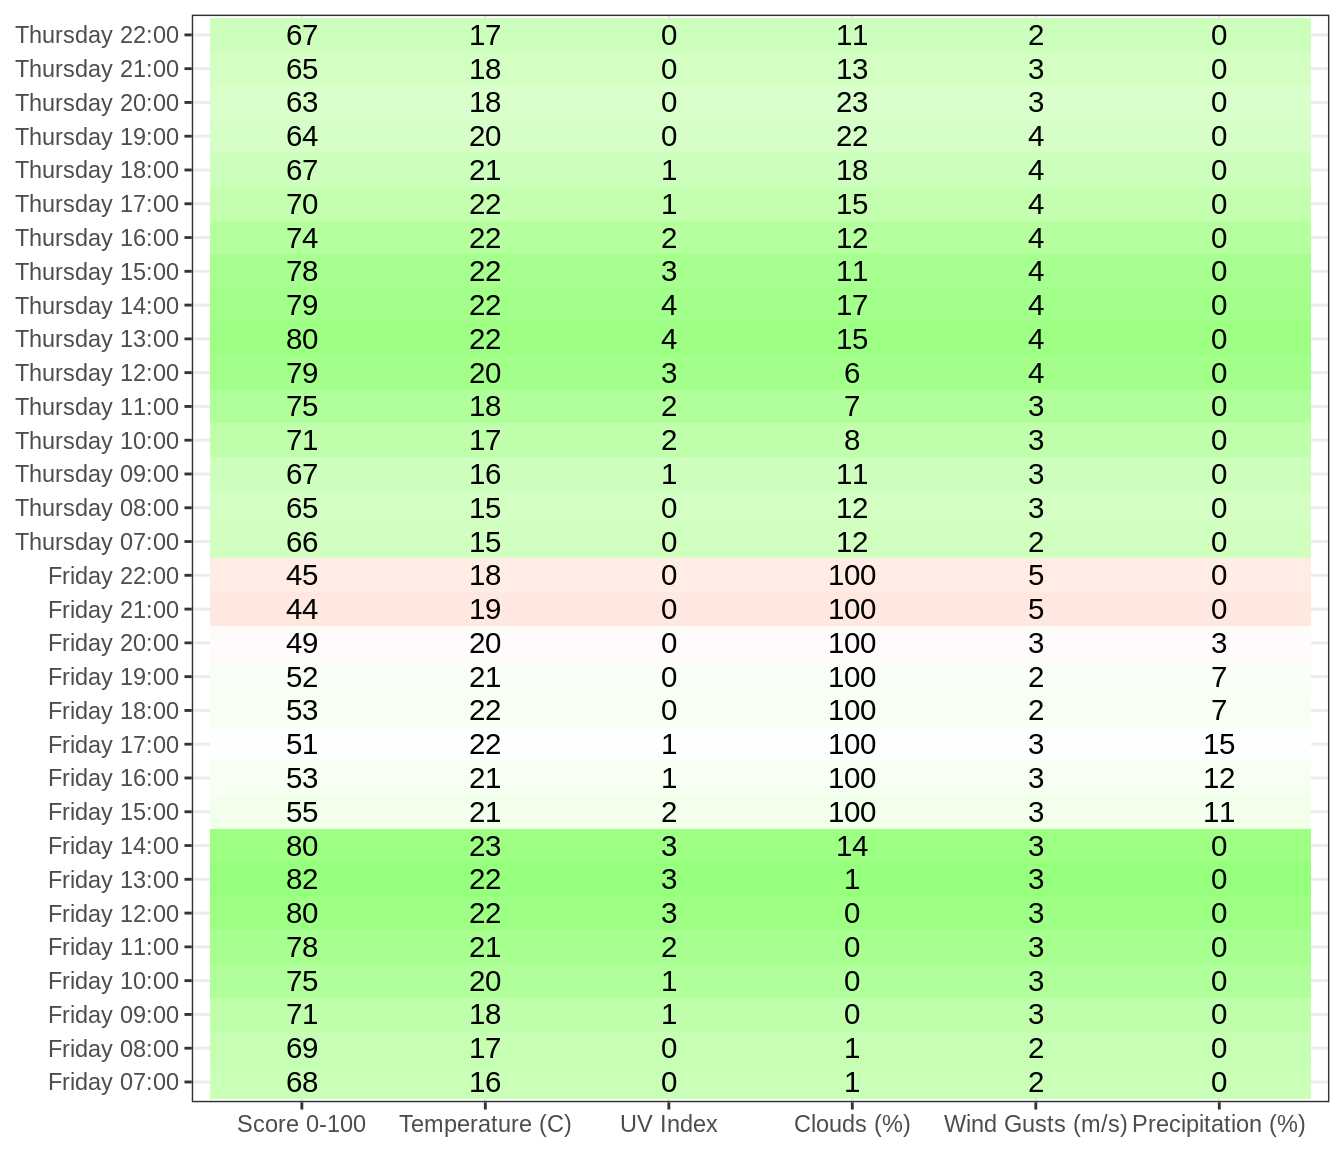 Thursday 22:00 67 17 0 11 2 0
Thursday 21:00 65 18 0 13 3 0
Thursday 20:00 63 18 0 23 3 0
Thursday 19:00 64 20 0 22 4 0
Thursday 18:00 67 21 1 18 4 0
Thursday 17:00 70 22 1 15 4 0
Thursday 16:00 74 22 2 12 4 0
Thursday 15:00 78 22 3 11 4 0
Thursday 14:00 79 22 4 17 4 0
Thursday 13:00 80 22 4 15 4 0
Thursday 12:00 79 20 3 6 4 0
Thursday 11:00 75 18 2 7 3 0
Thursday 10:00 71 17 2 8 3 0
Thursday 09:00 67 16 1 11 3 0
Thursday 08:00 65 15 0 12 3 0
Thursday 07:00 66 15 0 12 2 0
Friday 22:00 45 18 0 100 5 0
Friday 21:00 44 19 0 100 5 0
Friday 20:00 49 20 0 100 3 3
Friday 19:00 52 21 0 100 2 7
Friday 18:00 53 22 0 100 2 7
Friday 17:00 51 22 1 100 3 15
Friday 16:00 53 21 1 100 3 12
Friday 15:00 55 21 2 100 3 11
Friday 14:00 80 23 3 14 3 0
Friday 13:00 82 22 3 1 3 0
Friday 12:00 80 22 3 0 3 0
Friday 11:00 78 21 2 0 3 0
Friday 10:00 75 20 1 0 3 0
Friday 09:00 71 18 1 0 3 0
Friday 08:00 69 17 0 1 2 0
Friday 07:00 68 16 0 1 2 0
Score 0-100 Temperature (C) UV Index Clouds (%) Wind Gusts (m/s) Precipitation (%)